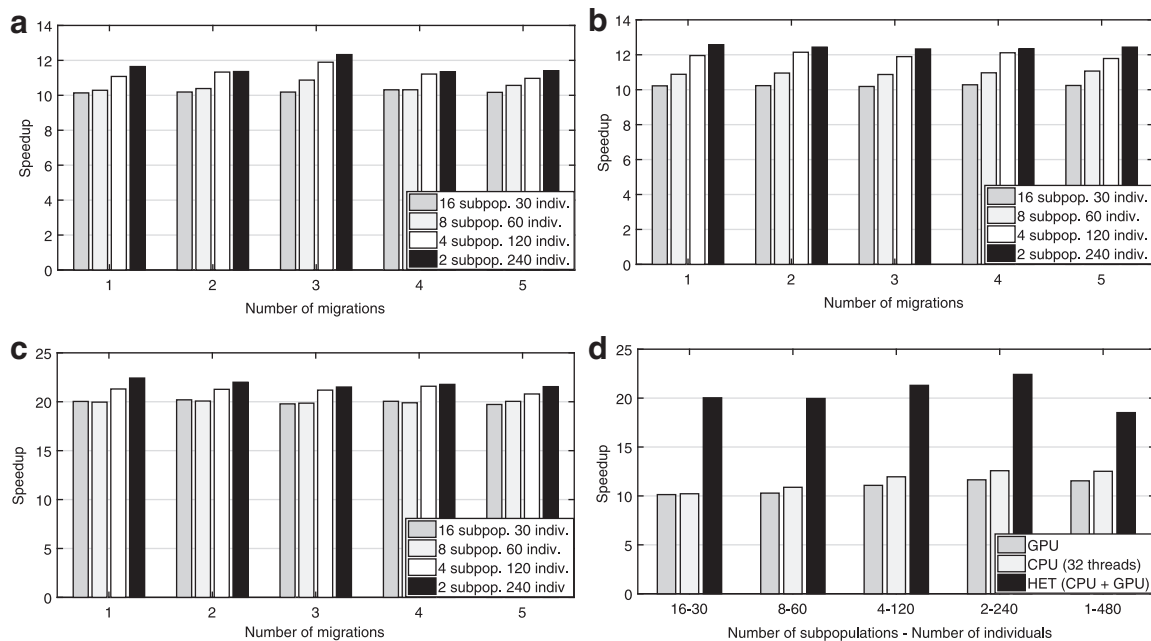 a
14
12
10
8
6
4
2
0
Speedup
16 subpop. 30 indiv.
8 subpop. 60 indiv.
4 subpop. 120 indiv.
2 subpop. 240 indiv.
1 2 3 4 5
Number of migrations
b
14
12
10
8
6
4
2
0
Speedup
16 subpop. 30 indiv.
8 subpop. 60 indiv.
4 subpop. 120 indiv.
2 subpop. 240 indiv.
1 2 3 4 5
Number of migrations
c
25
20
15
10
5
0
Speedup
16 subpop. 30 indiv.
8 subpop. 60 indiv.
4 subpop. 120 indiv.
2 subpop. 240 indiv
1 2 3 4 5
Number of migrations
d
25
20
15
10
5
0
Speedup
GPU
CPU (32 threads)
HET (CPU + GPU)
16-30 8-60 4-120 2-240 1-480
Number of subpopulations - Number of individuals